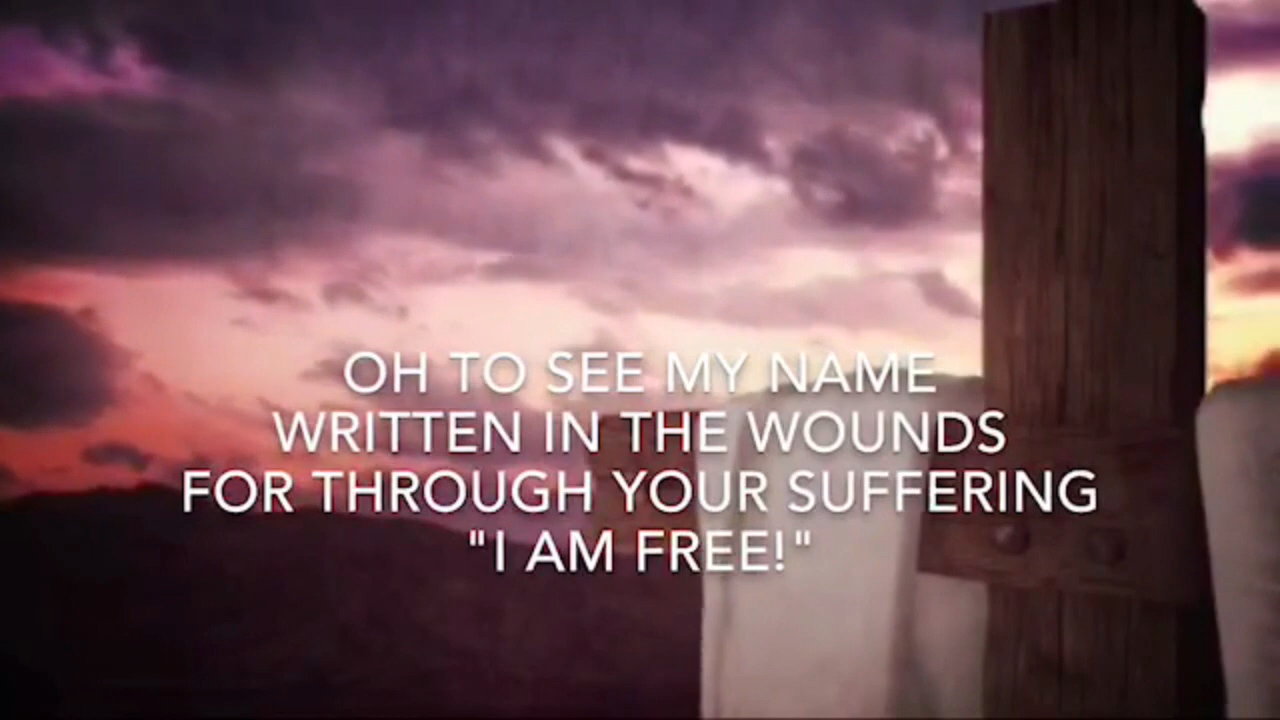 OH TO SEE MY NAME
WRITTEN IN THE WOUNDS
FOR THROUGH YOUR SUFFERING
"I AM FREE!"